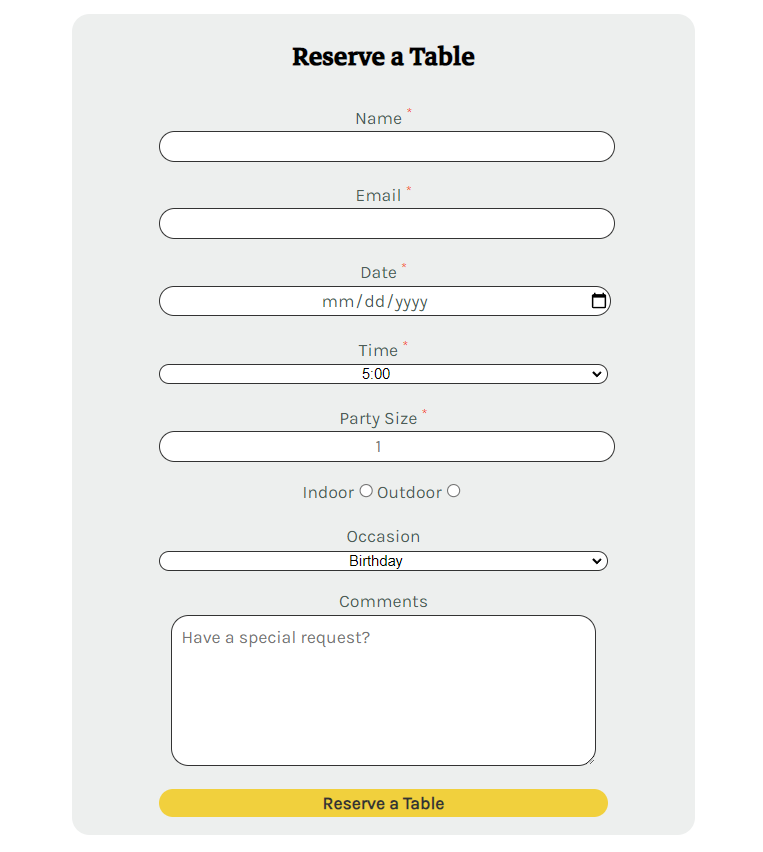 Reserve a Table
Name *
Email *
Date *
mm/dd/yyyy
Time *
5:00
Party Size *
1
Indoor Outdoor
Occasion
Birthday
Comments
Have a special request?
Reserve a Table